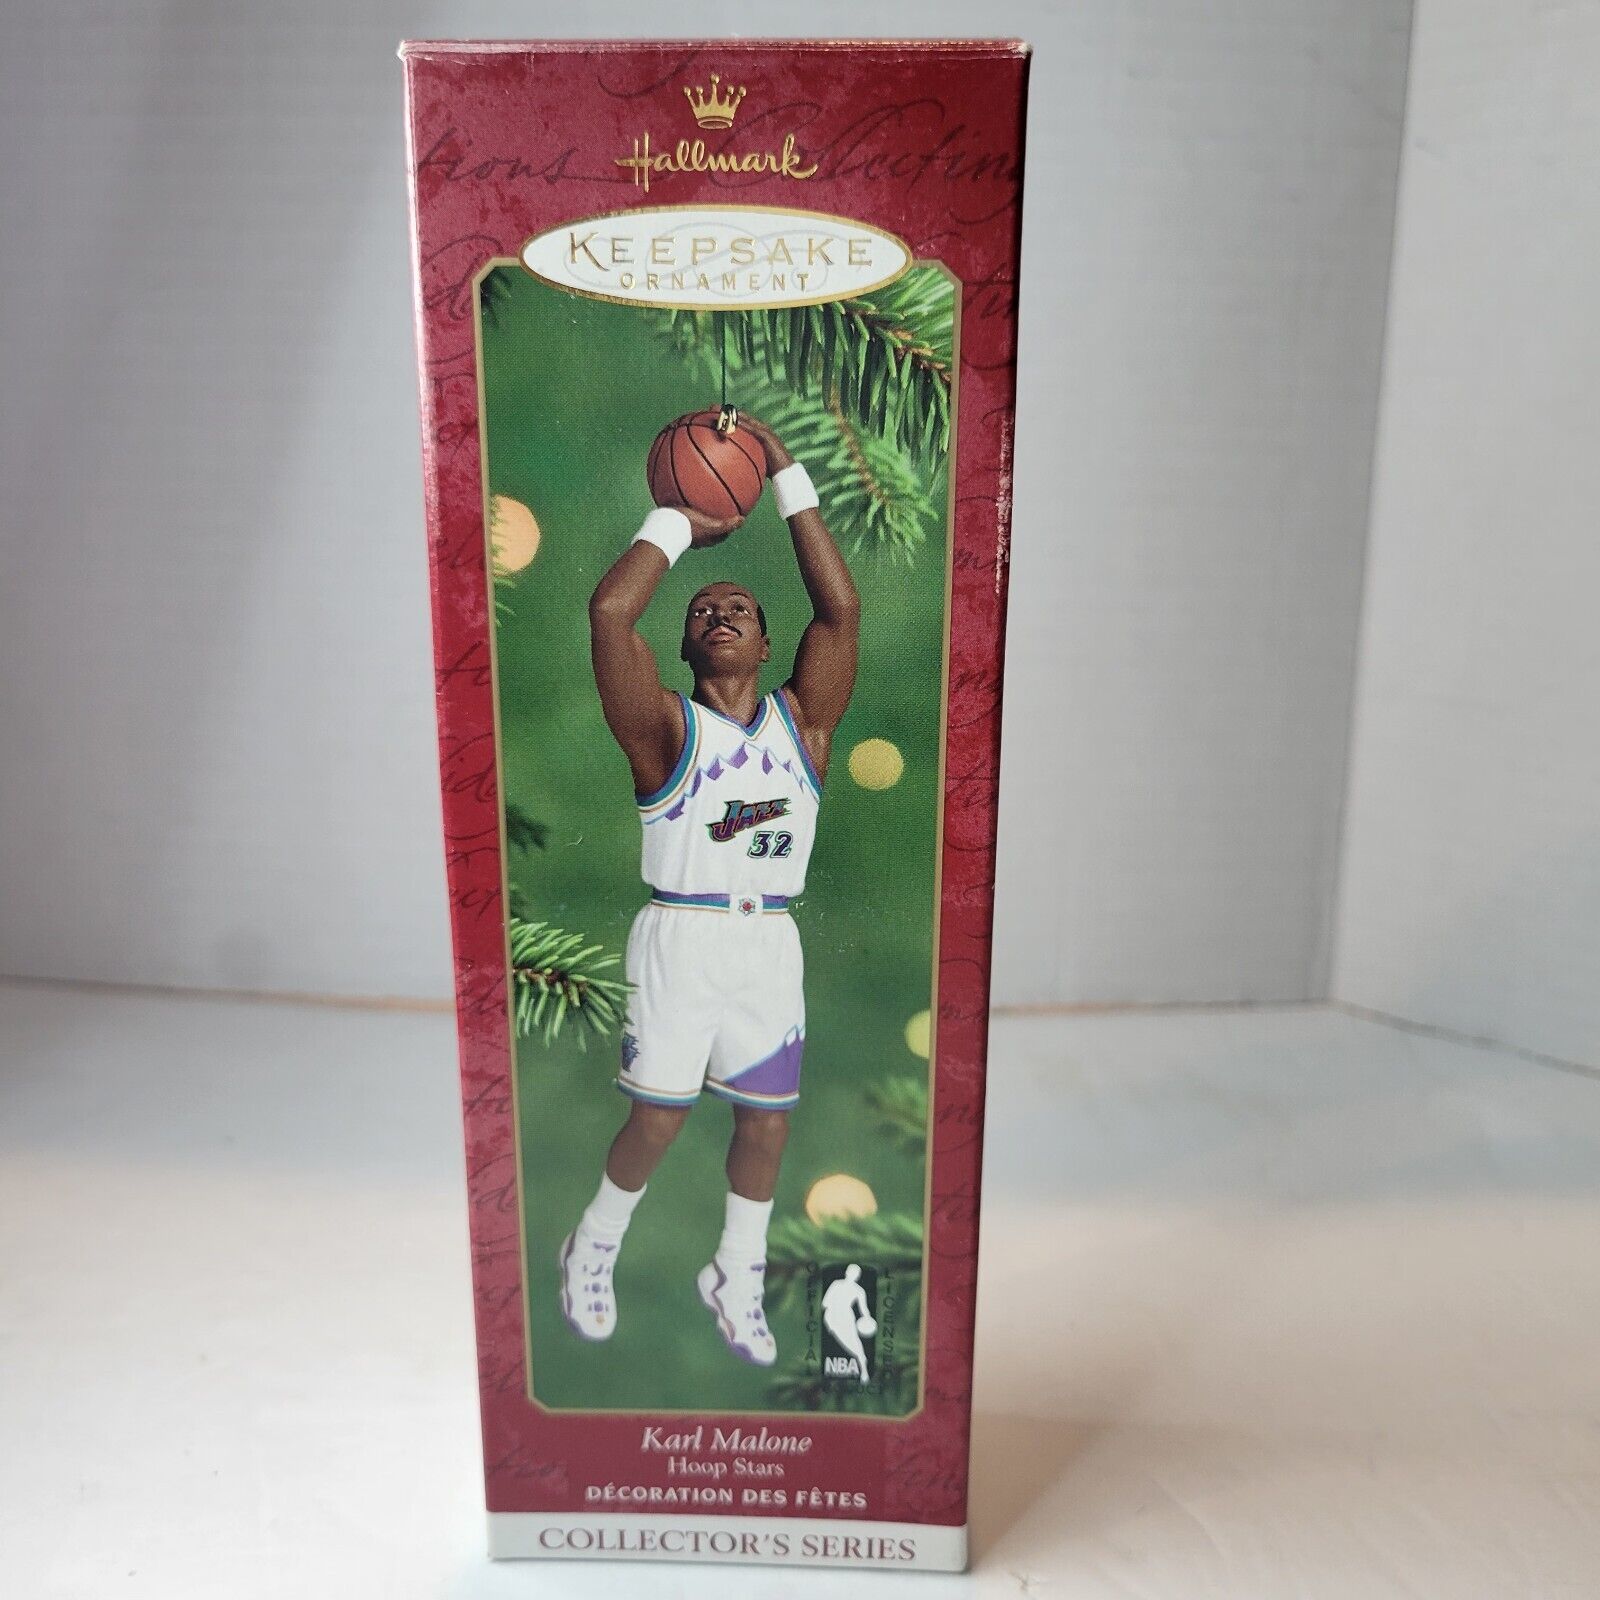 Hallmark
KEEPSAKE
ORNAMENT
JAZZ
32
OFFICIAL
LICENSED
NBA
Karl Malone
Hoop Stars
DÉCORATION DES FÊTES
COLLECTOR'S SERIES